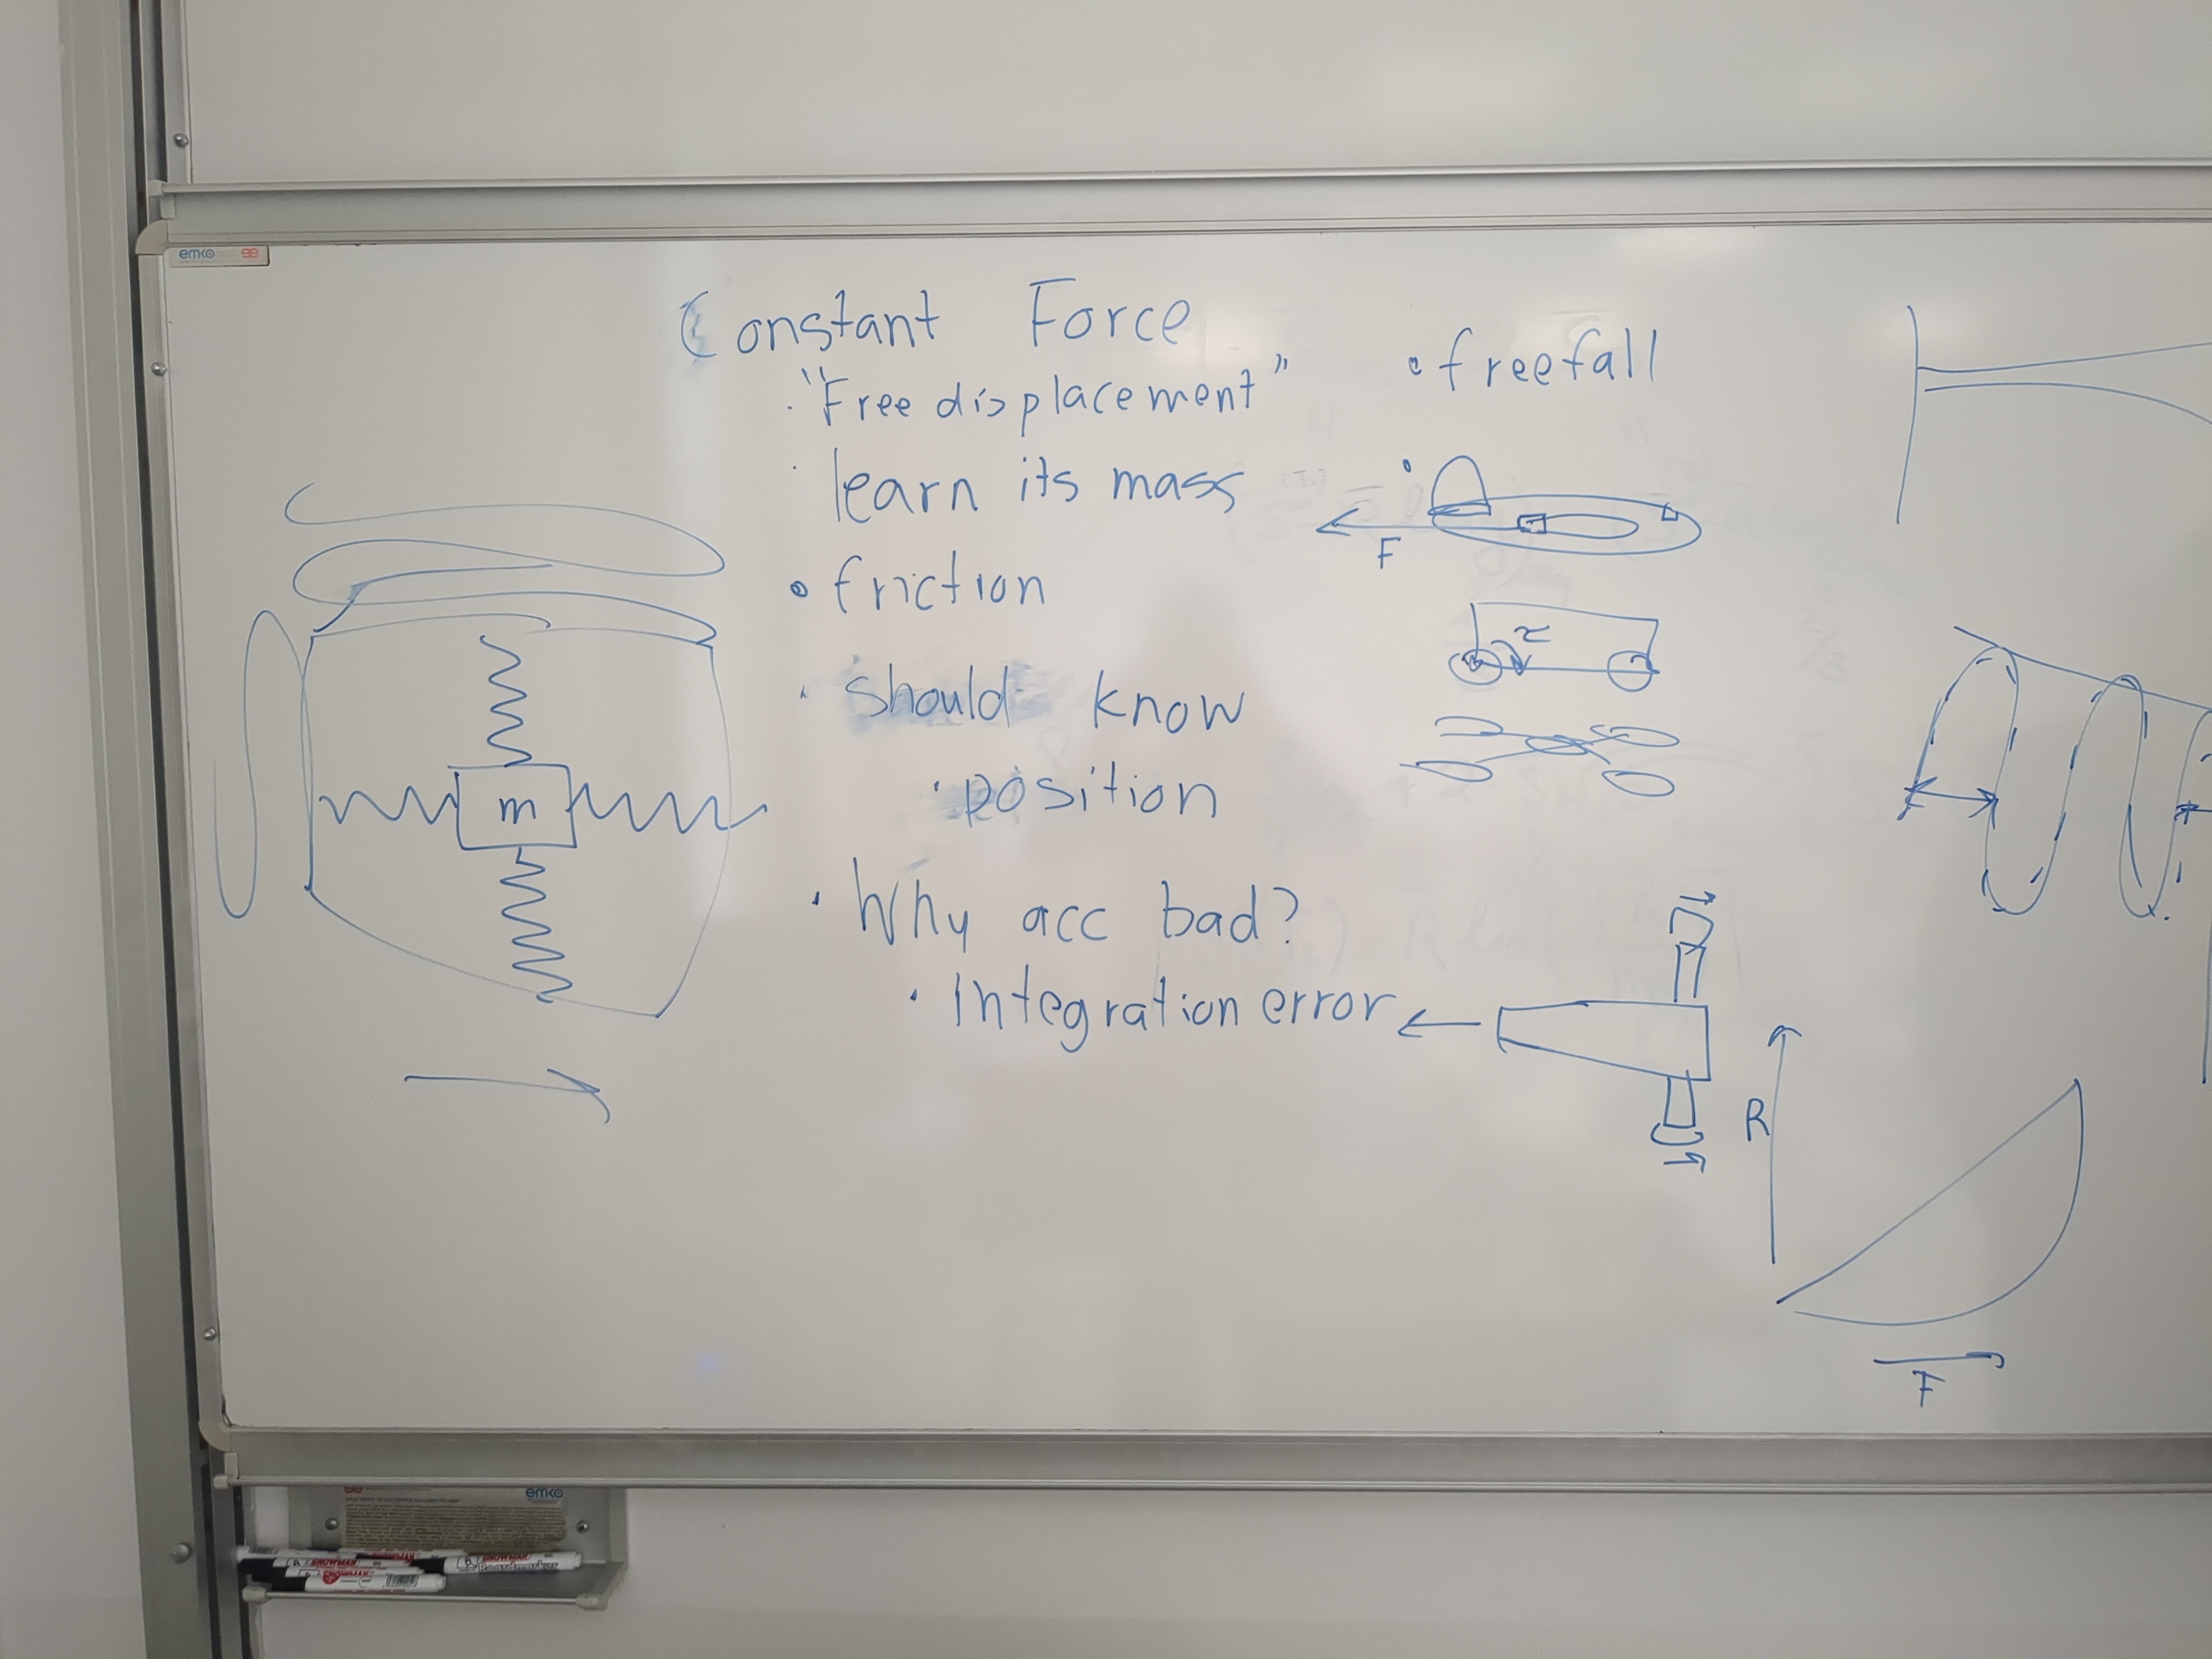 emko
Constant Force
"Free displacement"
learn its mass
friction
should know
position
Why acc bad?
Integration error
freefall
F
τ
m
R
F
emko
SNOWMAN
SNOWMAN
SNOWMAN